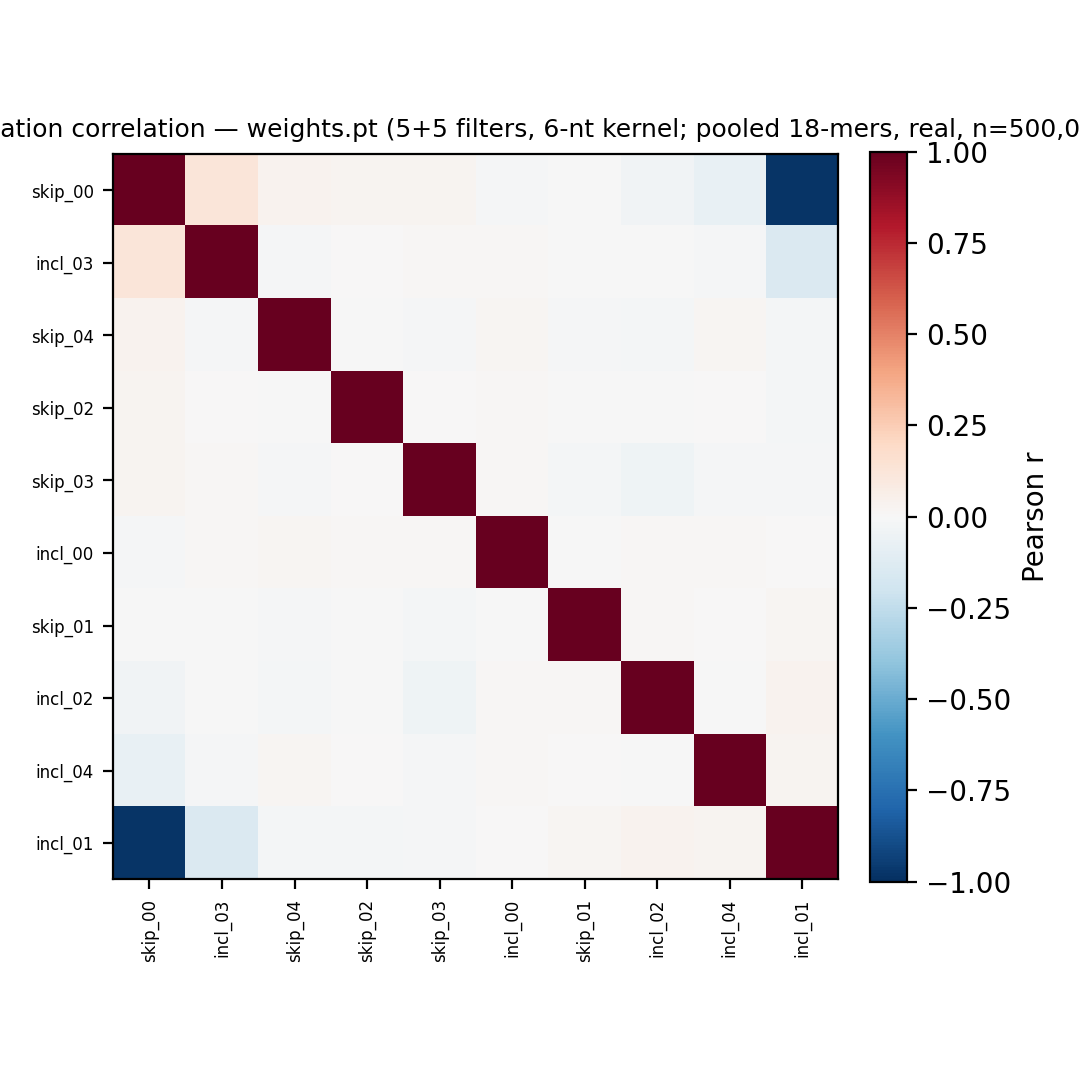 ation correlation — weights.pt (5+5 filters, 6-nt kernel; pooled 18-mers, real, n=500,0
skip_00
incl_03
skip_04
skip_02
skip_03
incl_00
skip_01
incl_02
incl_04
incl_01
skip_00
incl_03
skip_04
skip_02
skip_03
incl_00
skip_01
incl_02
incl_04
incl_01
1.00
0.75
0.50
0.25
0.00
−0.25
−0.50
−0.75
−1.00
Pearson r